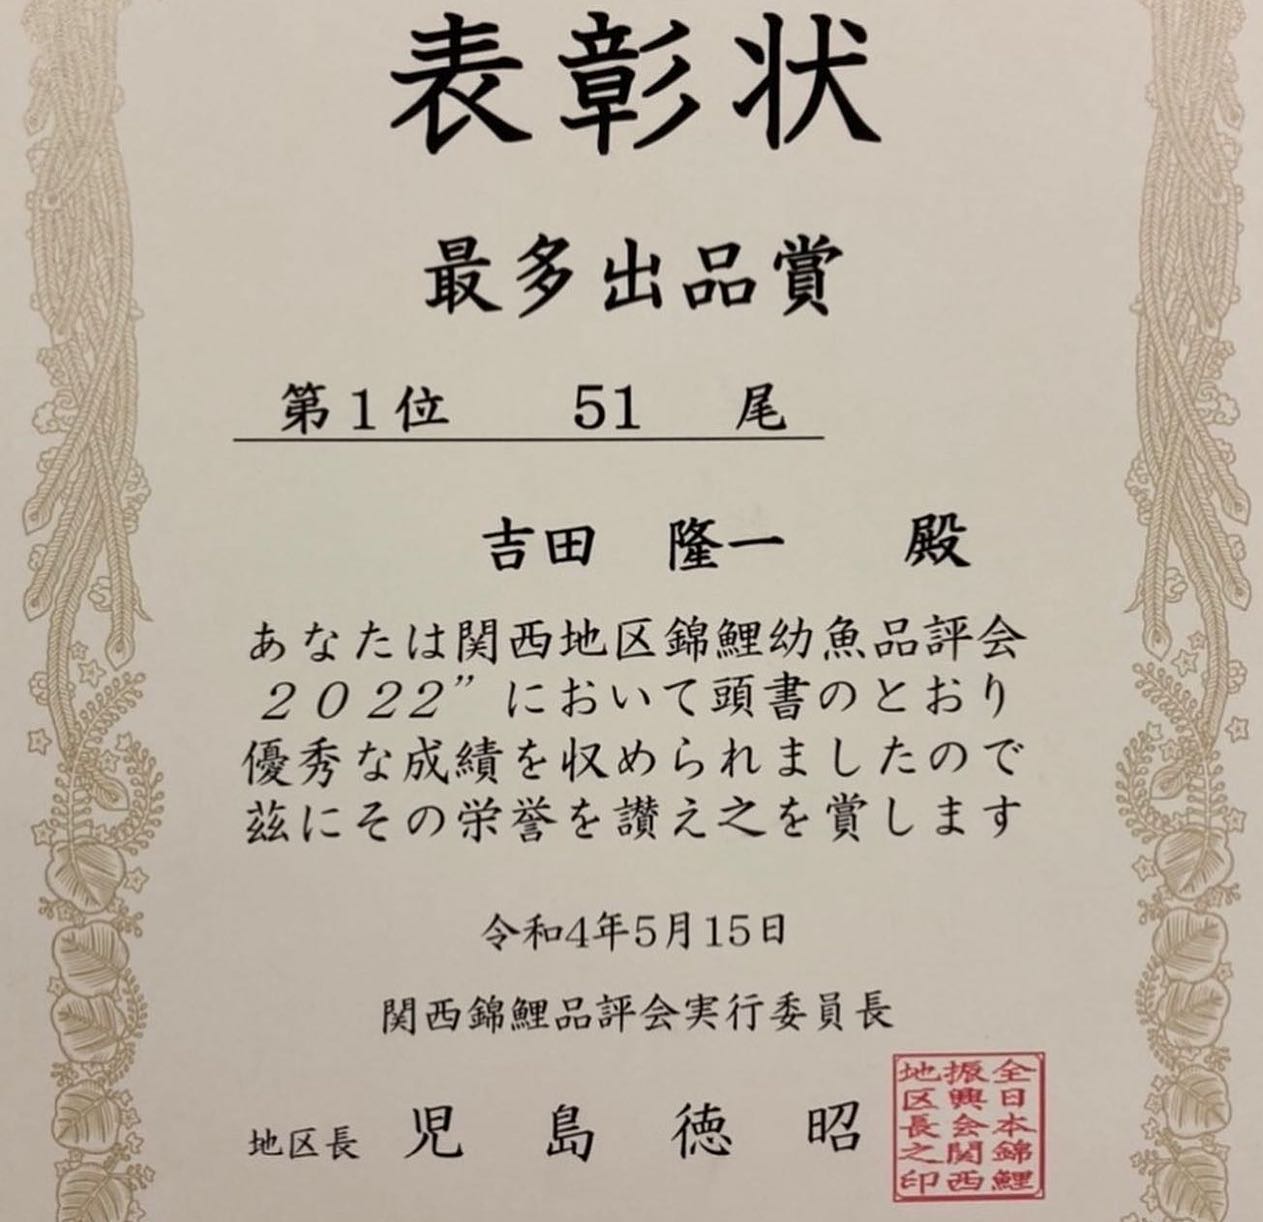 表彰状
最多出品賞
第1位 51 尾
吉田 隆一 殿
あなたは関西地区錦鯉幼魚品評会
２０22”において頭書のとおり
優秀な成績を収められましたので
茲にその栄誉を讃え之を賞します
令和4年5月15日
関西錦鯉品評会実行委員長
地区長 児島徳昭
全日本錦鯉
振興会関西
地区長之印